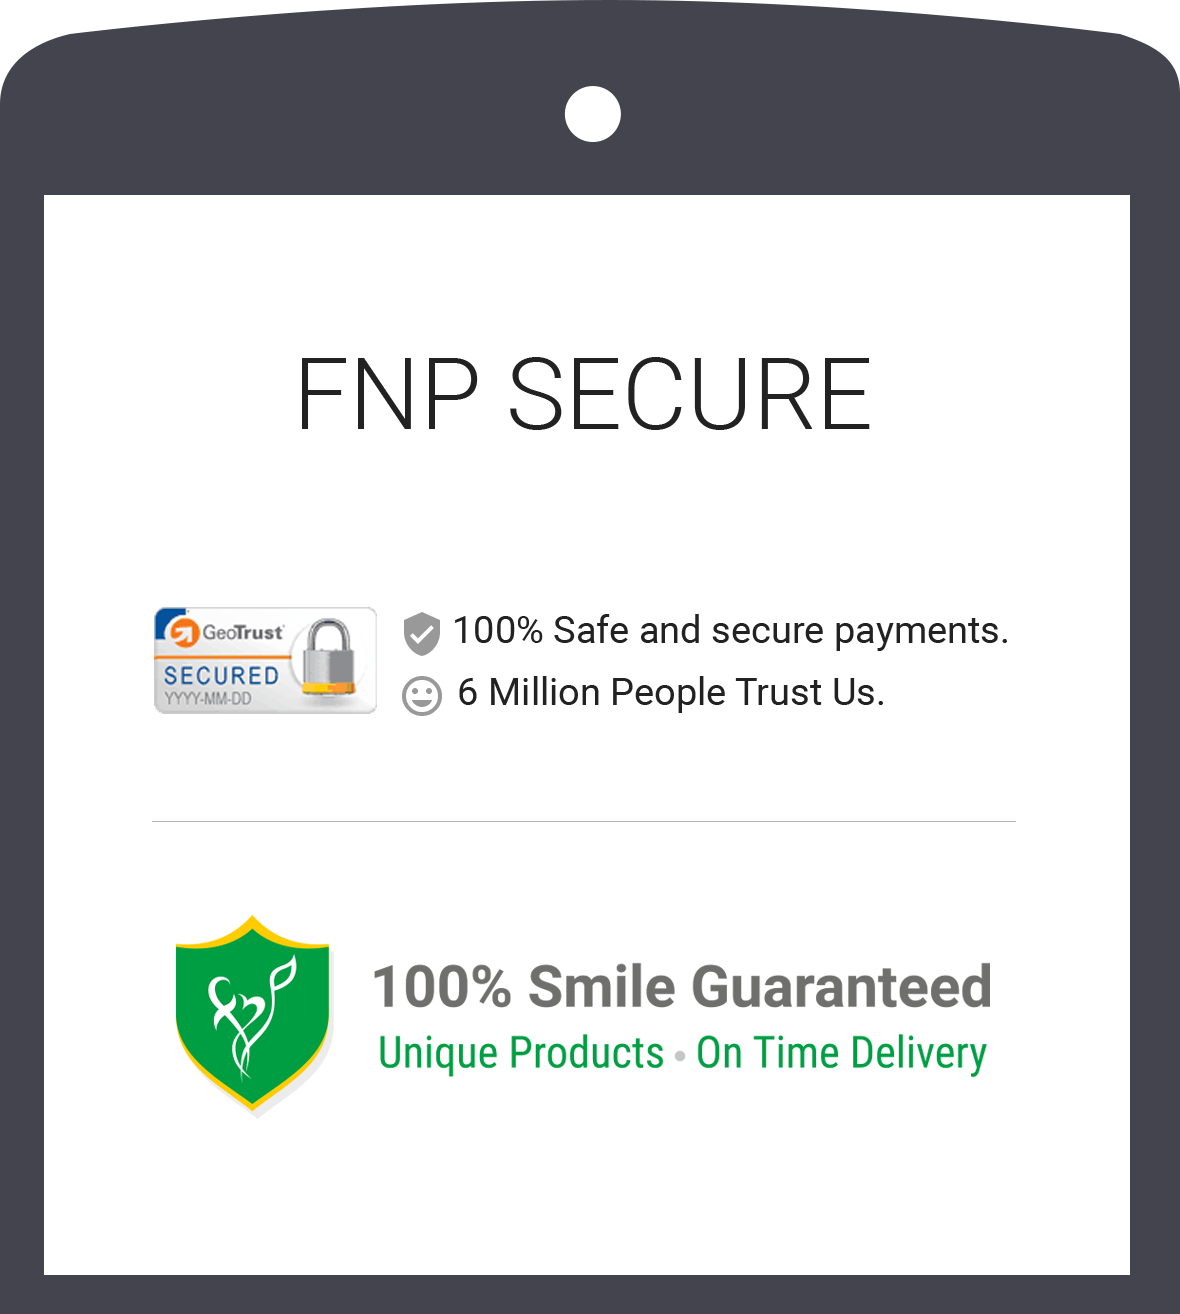 FNP SECURE
GeoTrust
SECURED
YYYY-MM-DD
100% Safe and secure payments.
6 Million People Trust Us.
100% Smile Guaranteed
Unique Products • On Time Delivery